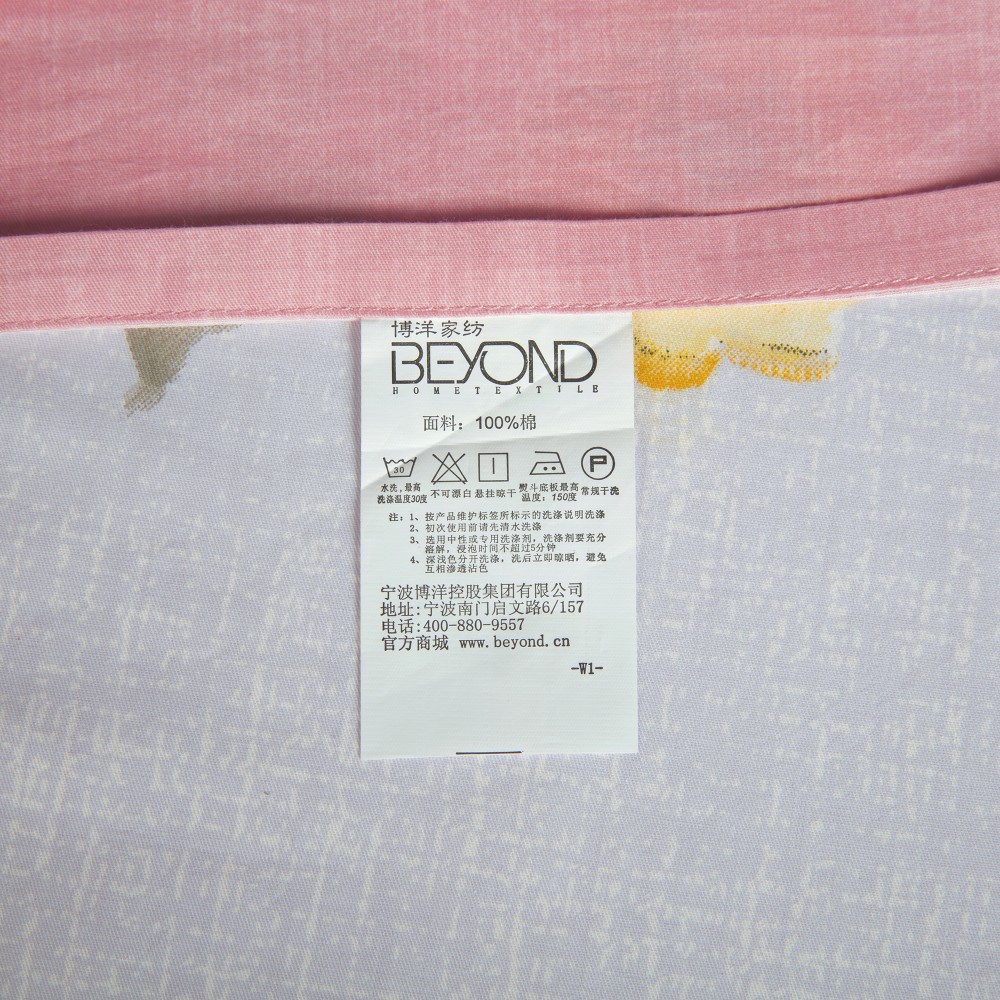 博洋家纺
BEYOND
HOMETEXTILE
面料：100%棉
30
P
水洗,最高
洗涤温度30度
不可漂白
悬挂晾干
熨斗底板最高
温度：150度
常规干洗
注：1、按产品维护标签所标示的洗涤说明洗涤
2、初次使用前请先清水洗涤
3、选用中性或专用洗涤剂，洗涤剂要充分
溶解，浸泡时间不超过5分钟
4、深浅色分开洗涤，洗后立即晾晒，避免
互相渗透沾色
宁波博洋控股集团有限公司
地址:宁波南门启文路6/157
电话:400-880-9557
官方商城 www.beyond.cn
-W1-